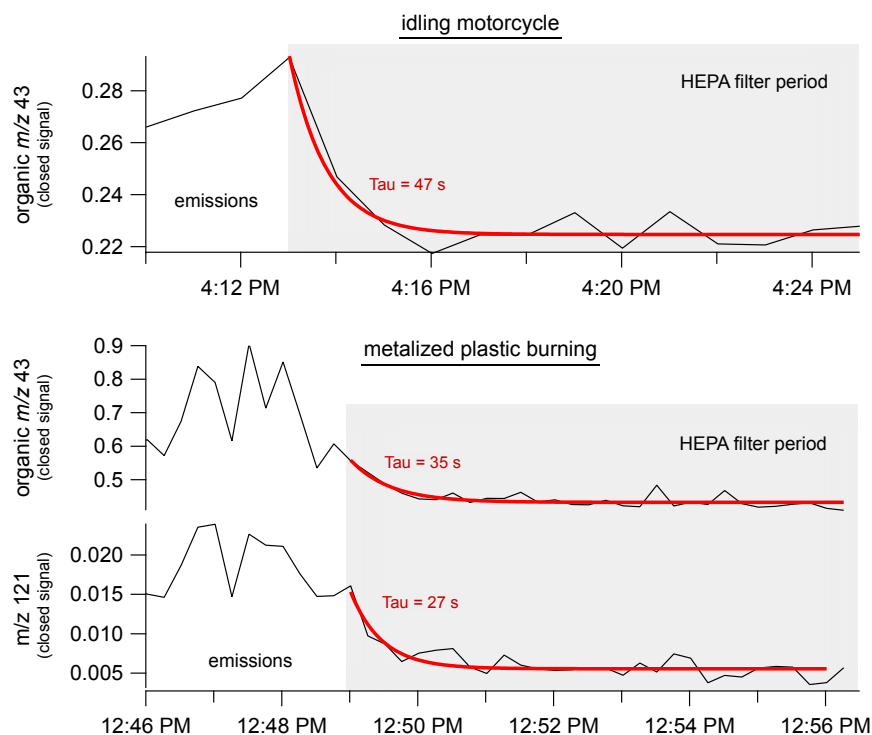 idling motorcycle
organic m/z 43
(closed signal)
0.28
0.26
0.24
0.22
HEPA filter period
Tau = 47 s
emissions
4:12 PM
4:16 PM
4:20 PM
4:24 PM
metalized plastic burning
organic m/z 43
(closed signal)
0.9
0.8
0.7
0.6
0.5
HEPA filter period
Tau = 35 s
m/z 121
(closed signal)
0.020
0.015
0.010
0.005
Tau = 27 s
emissions
12:46 PM
12:48 PM
12:50 PM
12:52 PM
12:54 PM
12:56 PM